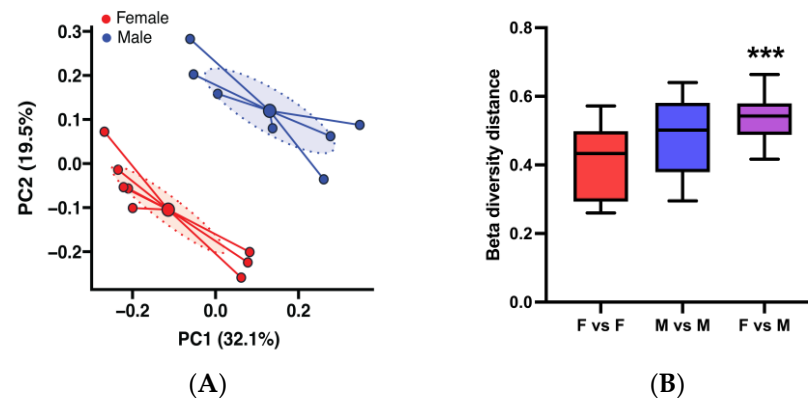 Female
Male
0.3
0.2
0.1
0.0
−0.1
−0.2
PC2 (19.5%)
−0.2
0.0
0.2
PC1 (32.1%)
(A)
0.8
0.6
0.4
0.2
0.0
Beta diversity distance
***
F vs F
M vs M
F vs M
(B)